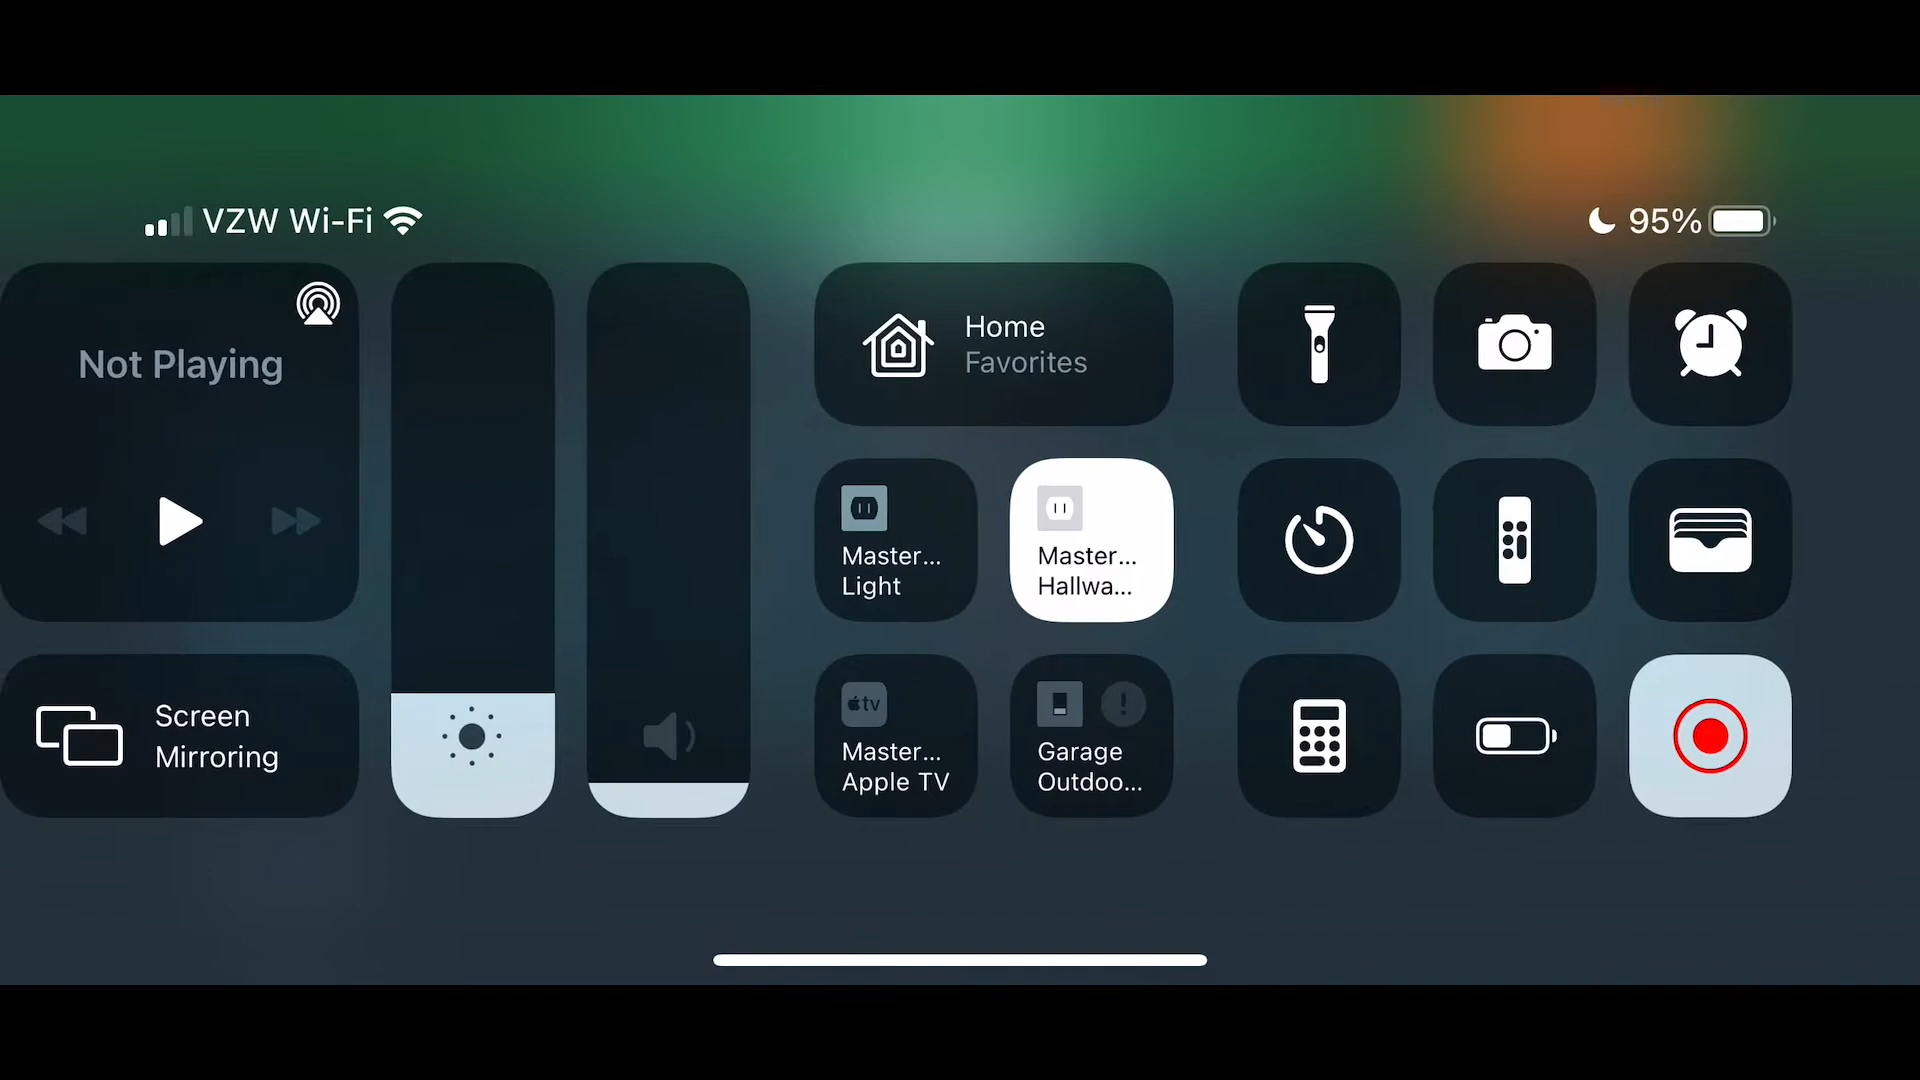 VZW Wi-Fi
95%
Not Playing
Screen
Mirroring
Home
Favorites
Master...
Light
Master...
Hallwa...
tv
Master...
Apple TV
Garage
Outdoo...